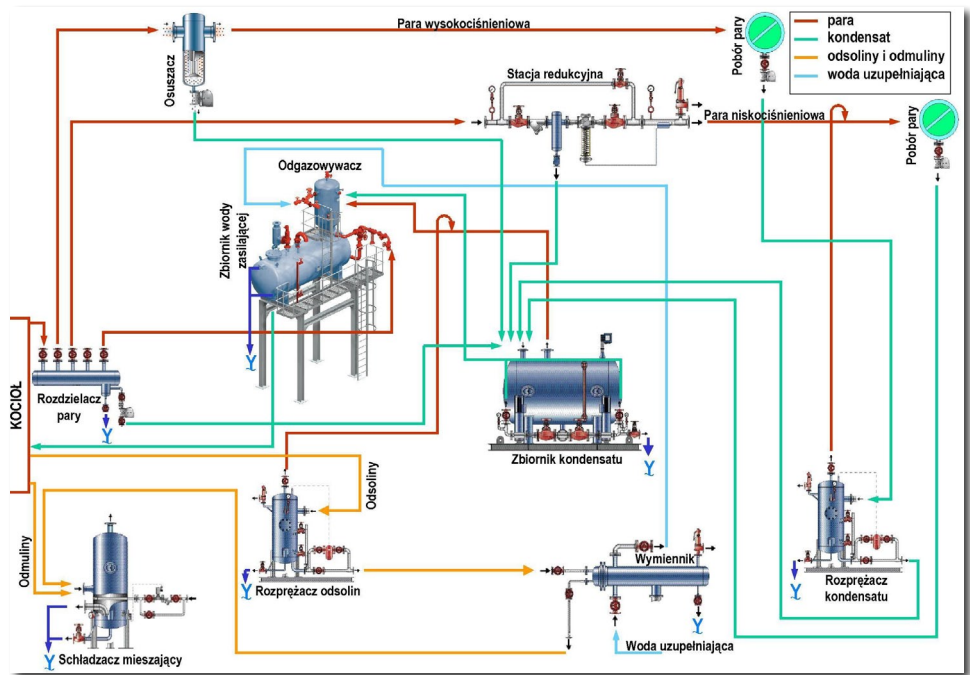 Para wysokociśnieniowa
Osuszacz
Stacja redukcyjna
Pobór pary
para
kondensat
odsoliny i odmuliny
woda uzupełniająca
Para niskociśnieniowa
Pobór pary
Odgazowywacz
Zbiornik wody
zasilającej
KOCIOŁ
Rozdzielacz
pary
Zbiornik kondensatu
Odsoliny
Odmuliny
Rozprężacz odsolin
Wymiennik
Rozprężacz
kondensatu
Schładzacz mieszający
Woda uzupełniająca